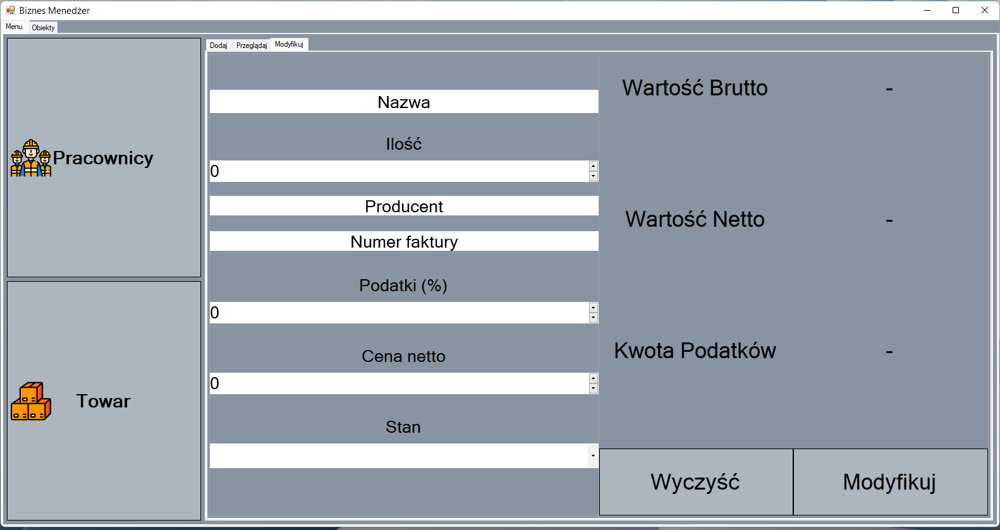 Biznes Menedżer
Menu
Obiekty
Pracownicy
Towar
Dodaj
Przeglądaj
Modyfikuj
Nazwa
Ilość
0
Producent
Numer faktury
Podatki (%)
0
Cena netto
0
Stan
Wartość Brutto -
Wartość Netto -
Kwota Podatków -
Wyczyść
Modyfikuj